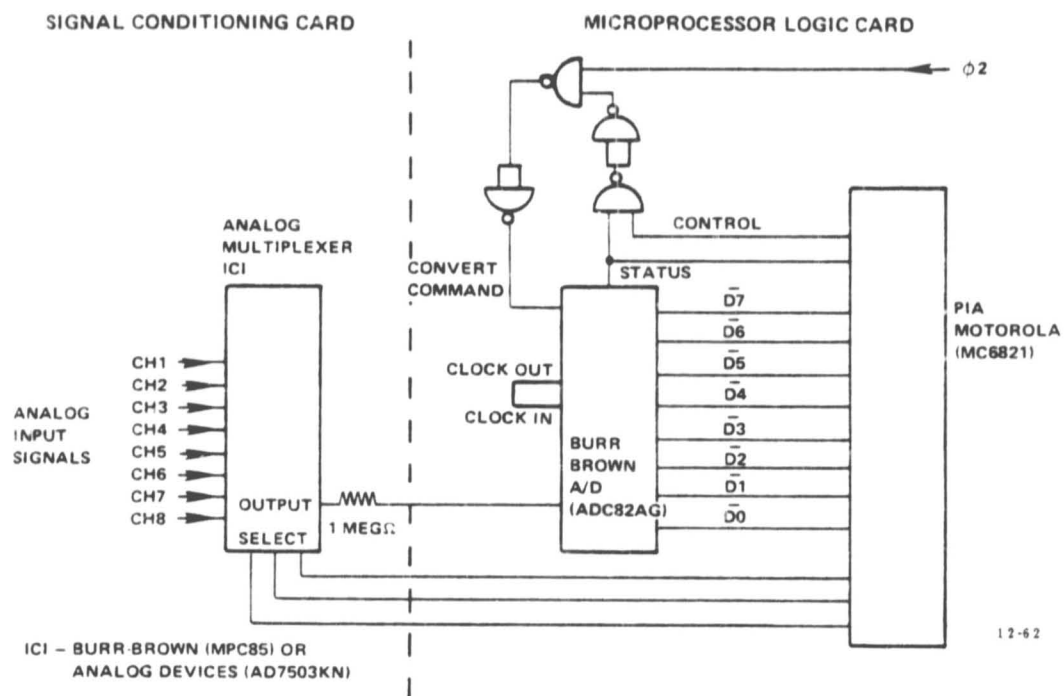 SIGNAL CONDITIONING CARD
MICROPROCESSOR LOGIC CARD
ϕ2
ANALOG
MULTIPLEXER
ICI
CONTROL
STATUS
CONVERT
COMMAND
D̅7
D̅6
D̅5
D̅4
D̅3
D̅2
D̅1
D̅0
PIA
MOTOROLA
(MC6821)
CLOCK OUT
CLOCK IN
BURR
BROWN
A/D
(ADC82AG)
ANALOG
INPUT
SIGNALS
CH1
CH2
CH3
CH4
CH5
CH6
CH7
CH8
OUTPUT
SELECT
1 MEGΩ
12-62
ICI – BURR-BROWN (MPC85) OR
ANALOG DEVICES (AD7503KN)